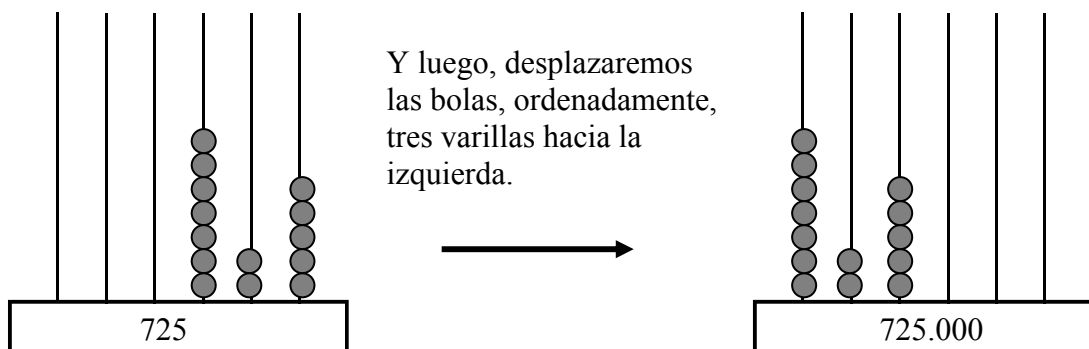 Y luego, desplazaremos
las bolas, ordenadamente,
tres varillas hacia la
izquierda.
725
725.000